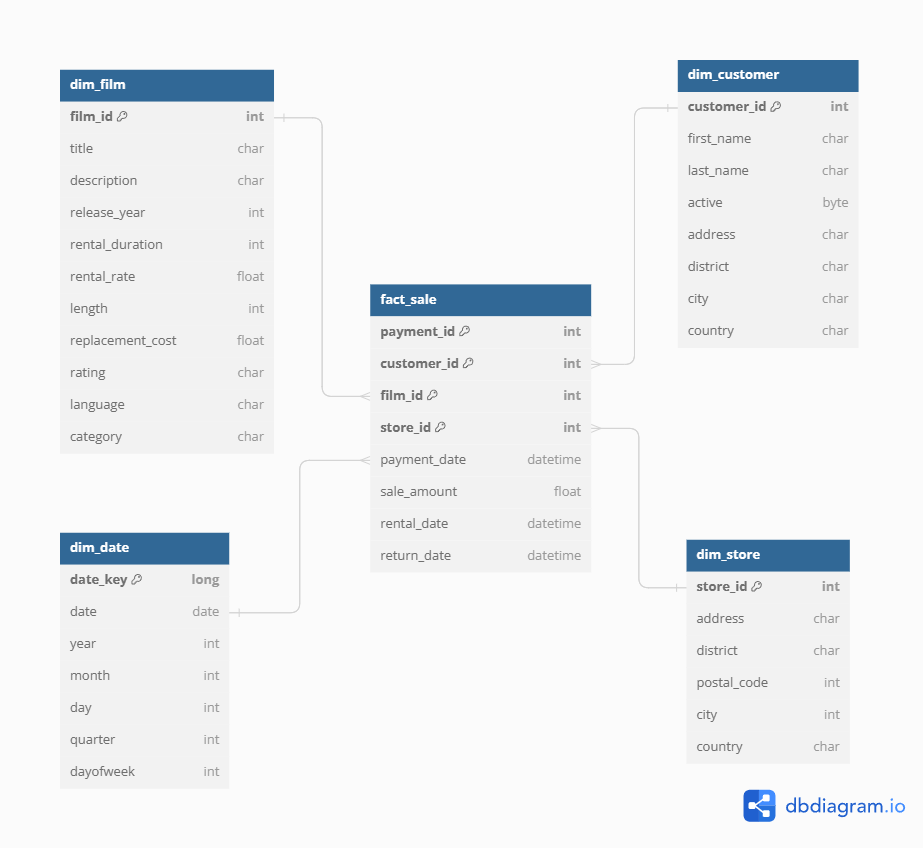 dim_film
film_id int
title char
description char
release_year int
rental_duration int
rental_rate float
length int
replacement_cost float
rating char
language char
category char
dim_customer
customer_id int
first_name char
last_name char
active byte
address char
district char
city char
country char
fact_sale
payment_id int
customer_id int
film_id int
store_id int
payment_date datetime
sale_amount float
rental_date datetime
return_date datetime
dim_date
date_key long
date date
year int
month int
day int
quarter int
dayofweek int
dim_store
store_id int
address char
district char
postal_code int
city int
country char
dbdiagram.io